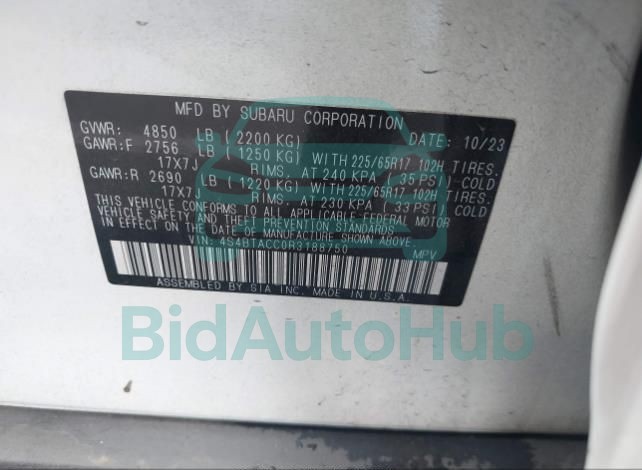 MFD BY SUBARU CORPORATION
GVWR: 4850 LB (2200 KG) DATE: 10/23
GAWR:F 2756 LB (1250 KG) WITH 225/65R17 102H TIRES.
17X7J RIMS, AT 240 KPA (35 PSI) COLD
GAWR:R 2690 LB (1220 KG) WITH 225/65R17 102H TIRES.
17X7J RIMS, AT 230 KPA (33 PSI) COLD
THIS VEHICLE CONFORMS TO ALL APPLICABLE FEDERAL MOTOR
VEHICLE SAFETY, BUMPER, AND THEFT PREVENTION STANDARDS
IN EFFECT ON THE DATE OF MANUFACTURE SHOWN ABOVE.
VIN: 4S4BTACC0R3186750 MPV
ASSEMBLED BY SIA INC. MADE IN U.S.A.
BidAutoHub